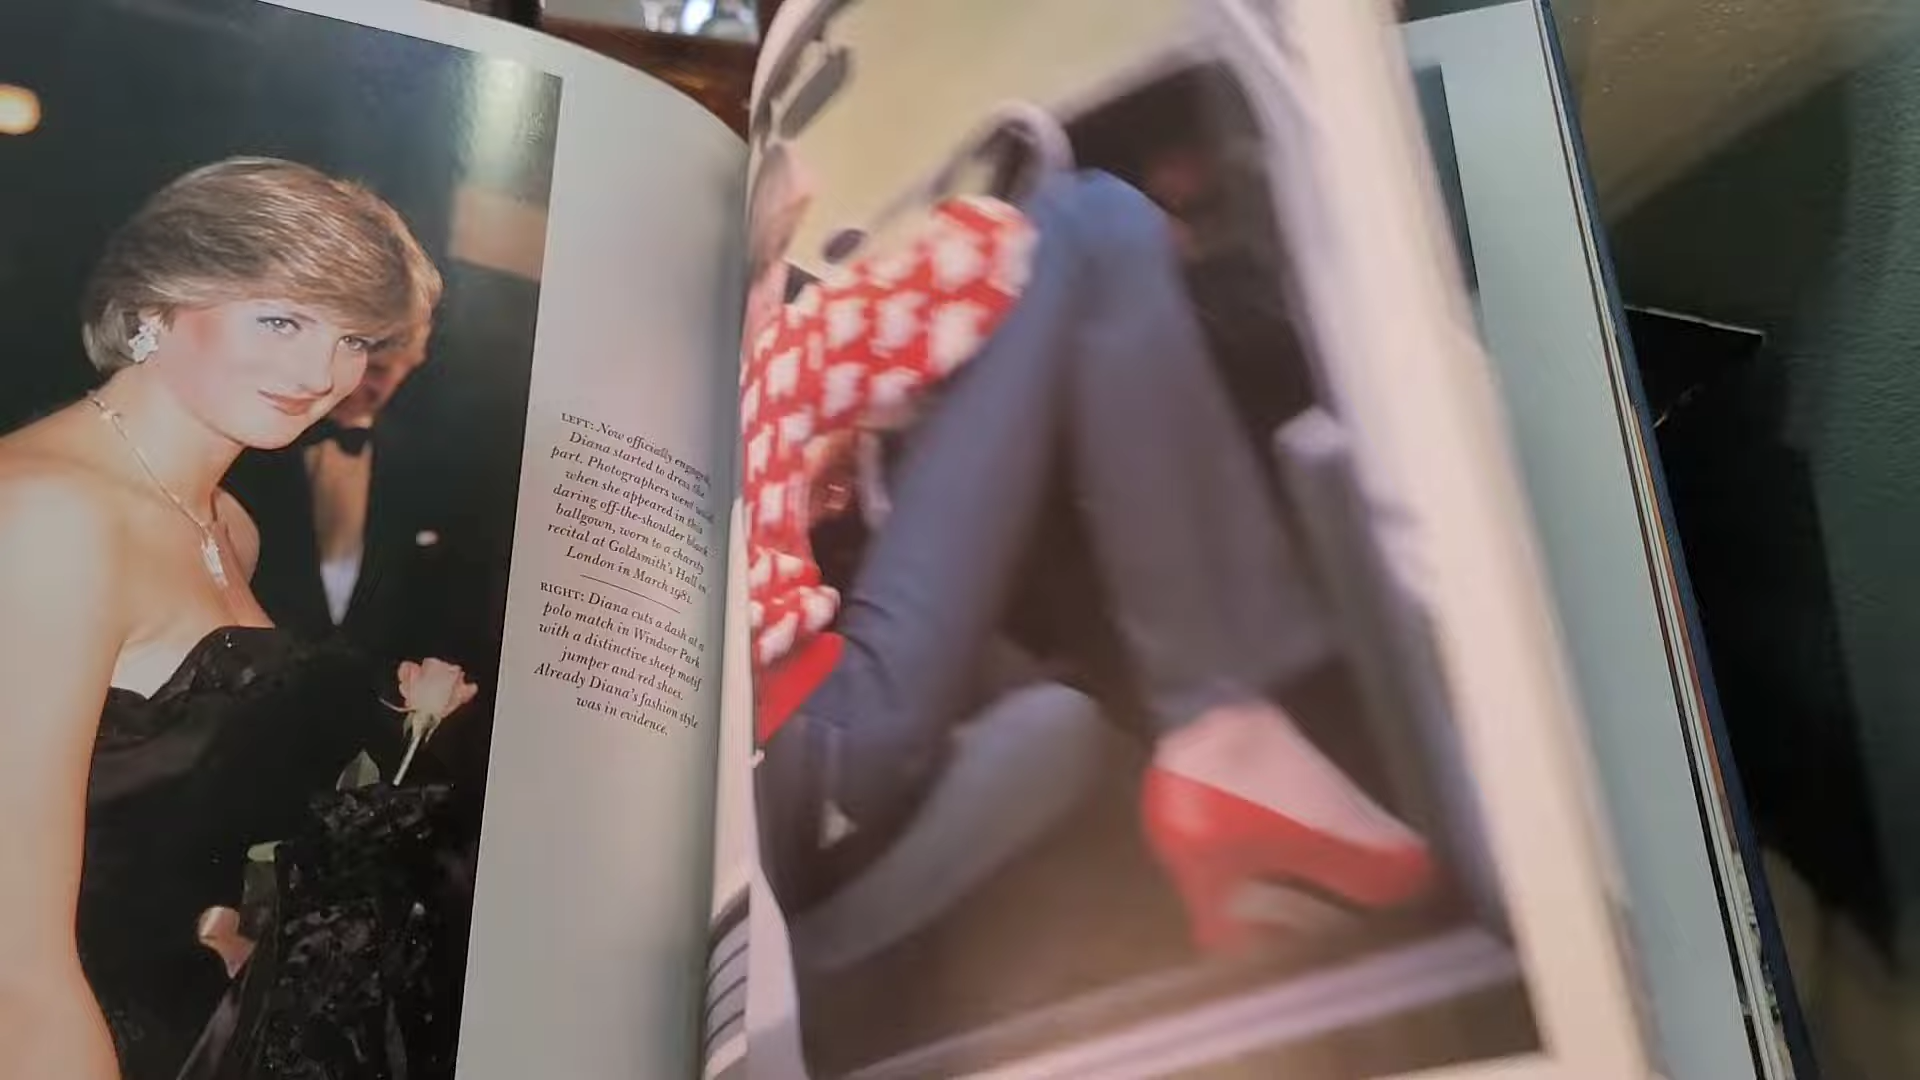 LEFT: Now officially engaged,
Diana started to dress the
part. Photographers went
when she appeared in this
daring off-the-shoulder black
ballgown, worn to a charity
recital at Goldsmith's Hall in
London in March 1981.
RIGHT: Diana cuts a dash at a
polo match in Windsor Park
with a distinctive sheep motif
jumper and red shoes.
Already Diana's fashion style
was in evidence.